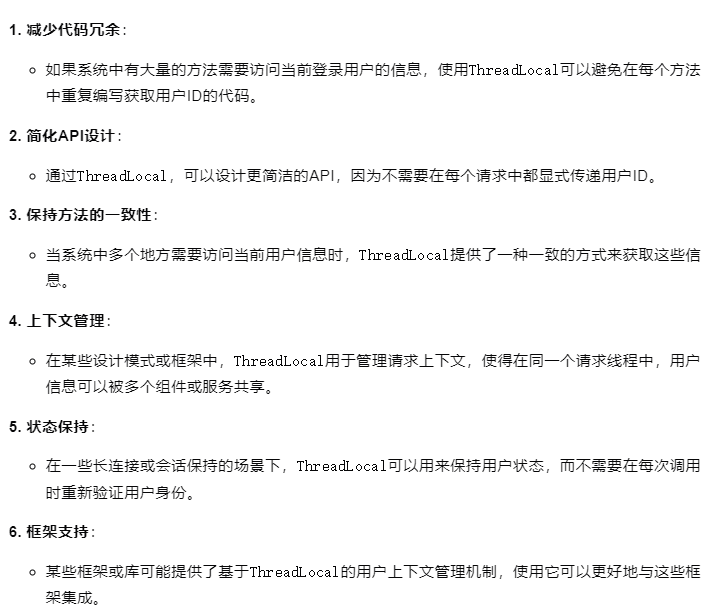 1. 减少代码冗余：
如果系统中有大量的方法需要访问当前登录用户的信息，使用ThreadLocal可以避免在每个方法
中重复编写获取用户ID的代码。
2. 简化API设计：
通过ThreadLocal，可以设计更简洁的API，因为不需要在每个请求中都显式传递用户ID。
3. 保持方法的一致性：
当系统中多个地方需要访问当前用户信息时，ThreadLocal提供了一种一致的方式来获取这些信
息。
4. 上下文管理：
在某些设计模式或框架中，ThreadLocal用于管理请求上下文，使得在同一个请求线程中，用户
信息可以被多个组件或服务共享。
5. 状态保持：
在一些长连接或会话保持的场景下，ThreadLocal可以用来保持用户状态，而不需要在每次调用
时重新验证用户身份。
6. 框架支持：
某些框架或库可能提供了基于ThreadLocal的用户上下文管理机制，使用它可以更好地与这些框
架集成。